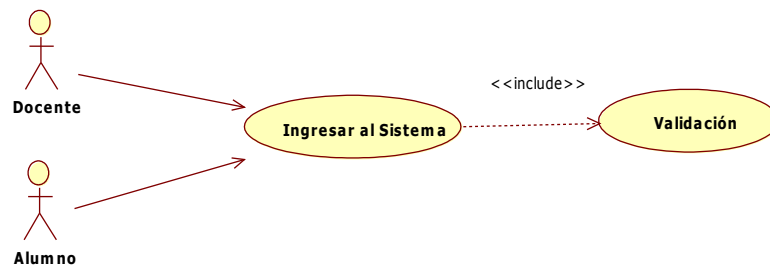 <<include>>
Docente
Ingresar al Sistema
Validación
Alumno